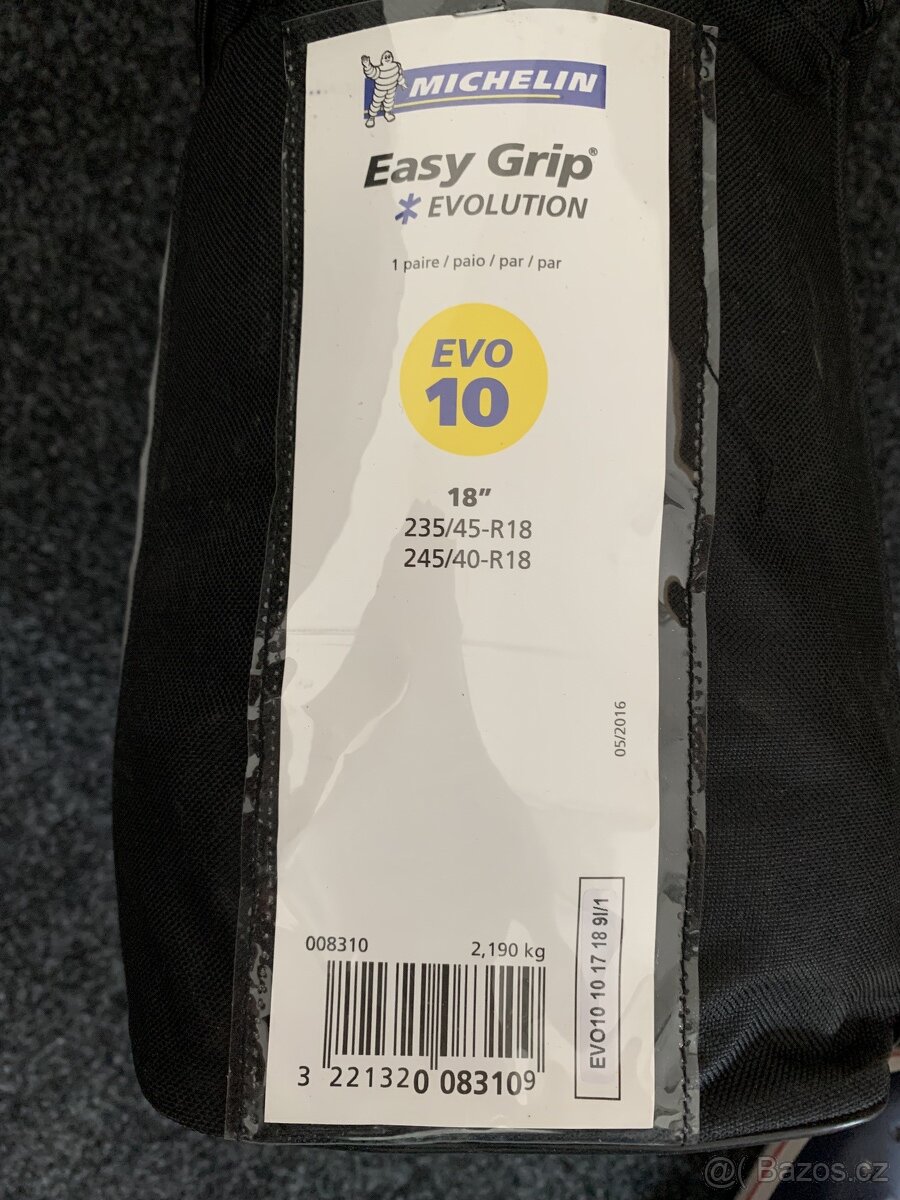 MICHELIN
Easy Grip®
* EVOLUTION
1 paire / paio / par / par
EVO
10
18”
235/45-R18
245/40-R18
05/2016
EVO10 10 17 18 9I/1
008310
2,190 kg
3 221320 083109
@( Bazos.cz